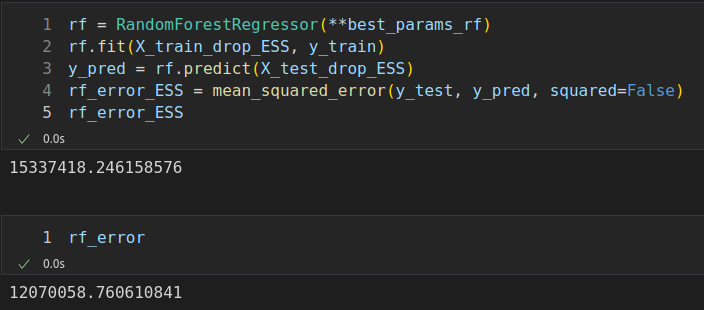 1 rf = RandomForestRegressor(**best_params_rf)
2 rf.fit(X_train_drop_ESS, y_train)
3 y_pred = rf.predict(X_test_drop_ESS)
4 rf_error_ESS = mean_squared_error(y_test, y_pred, squared=False)
5 rf_error_ESS
✓ 0.0s
15337418.246158576
1 rf_error
✓ 0.0s
12070058.760610841